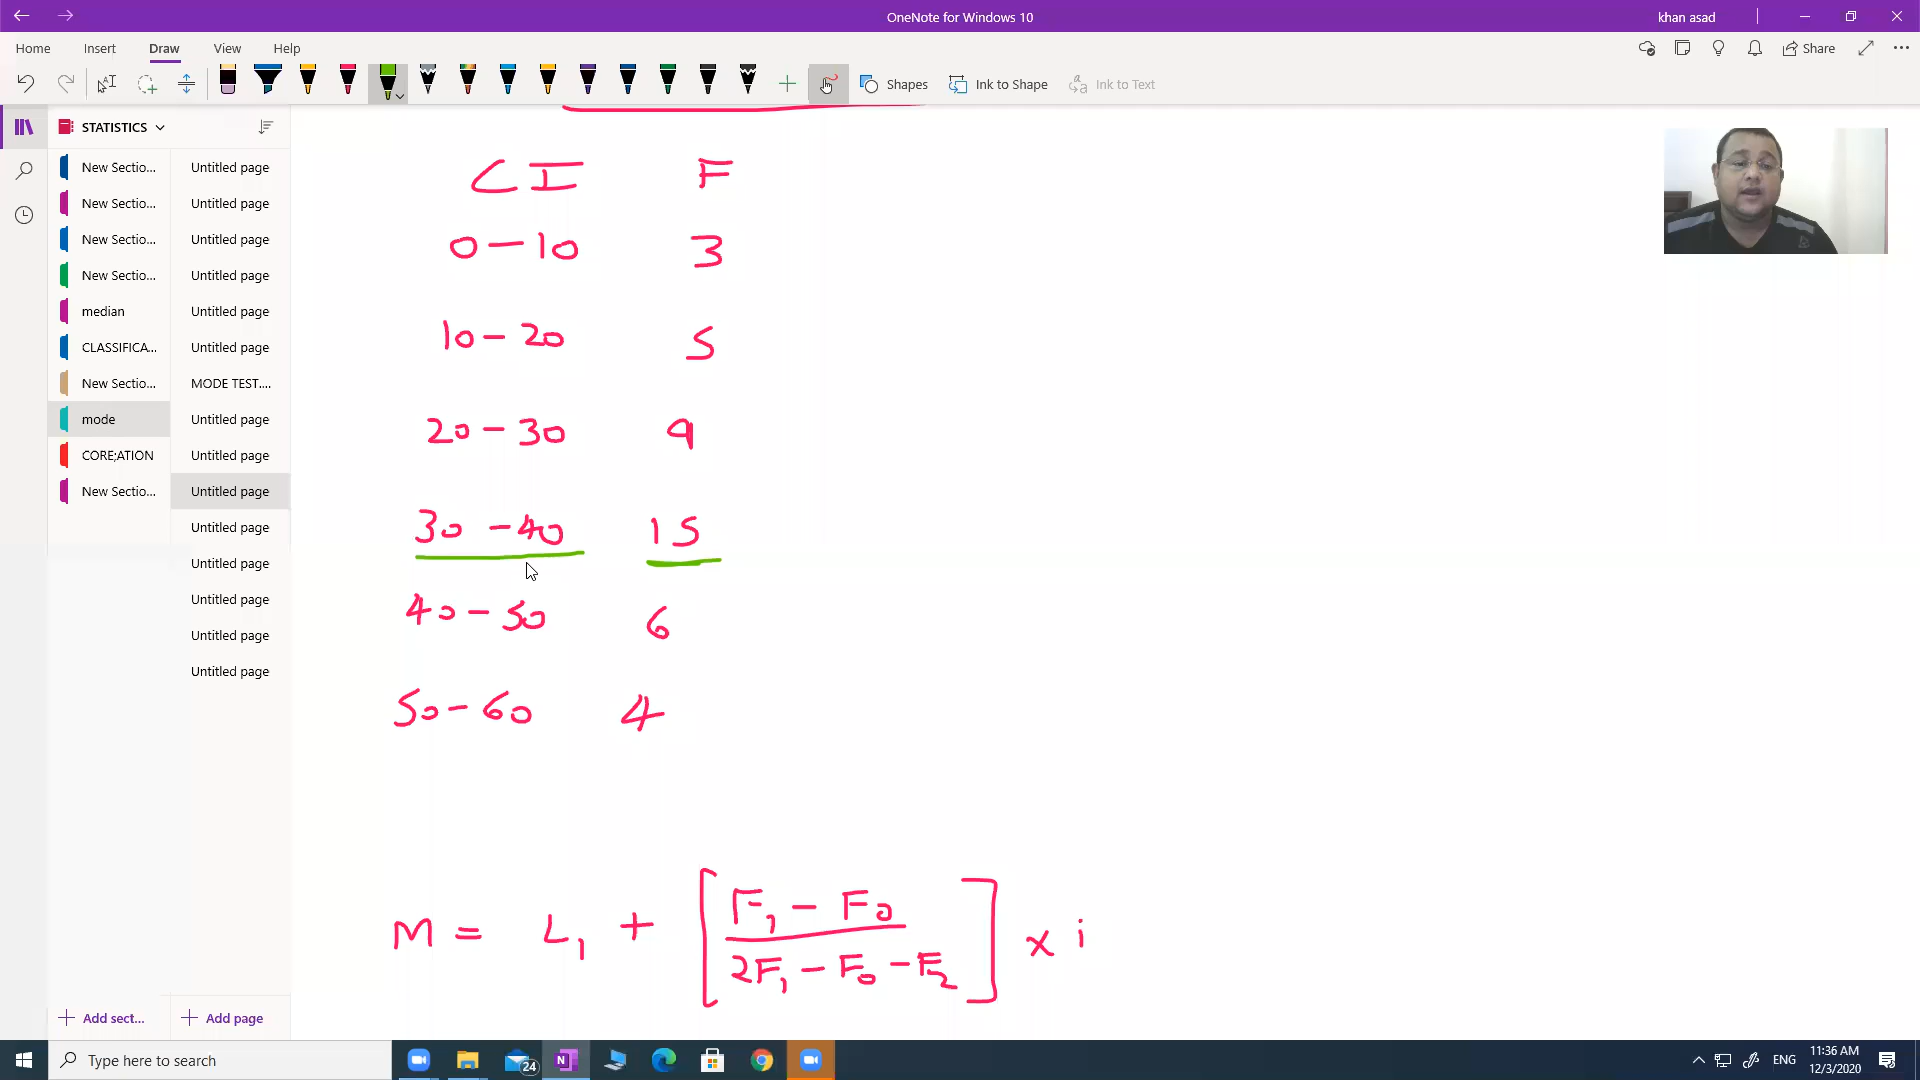 OneNote for Windows 10
khan asad
Home Insert Draw View Help
Share
Shapes
Ink to Shape
Ink to Text
STATISTICS
New Sectio...
New Sectio...
New Sectio...
New Sectio...
median
CLASSIFICA...
New Sectio...
mode
CORE;ATION
New Sectio...
Untitled page
Untitled page
Untitled page
Untitled page
Untitled page
Untitled page
MODE TEST....
Untitled page
Untitled page
Untitled page
Untitled page
Untitled page
Untitled page
Untitled page
Untitled page
Add sect...
Add page
CI F
0-10 3
10-20 5
20-30 9
30-40 15
40-50 6
50-60 4
M = L₁ + [ F₁ - F₀ / 2F₁ - F₀ - F₂ ] x i
Type here to search
24
ENG
11:36 AM
12/3/2020